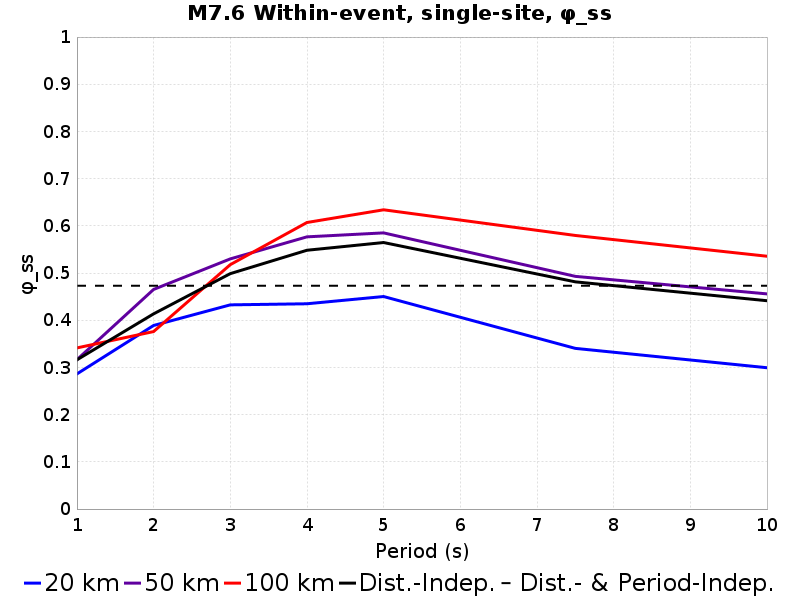 M7.6 Within-event, single-site, φ_ss
1
0.9
0.8
0.7
0.6
0.5
0.4
0.3
0.2
0.1
0
φ_ss
1 2 3 4 5 6 7 8 9 10
Period (s)
20 km 50 km 100 km Dist.-Indep. Dist.- & Period-Indep.